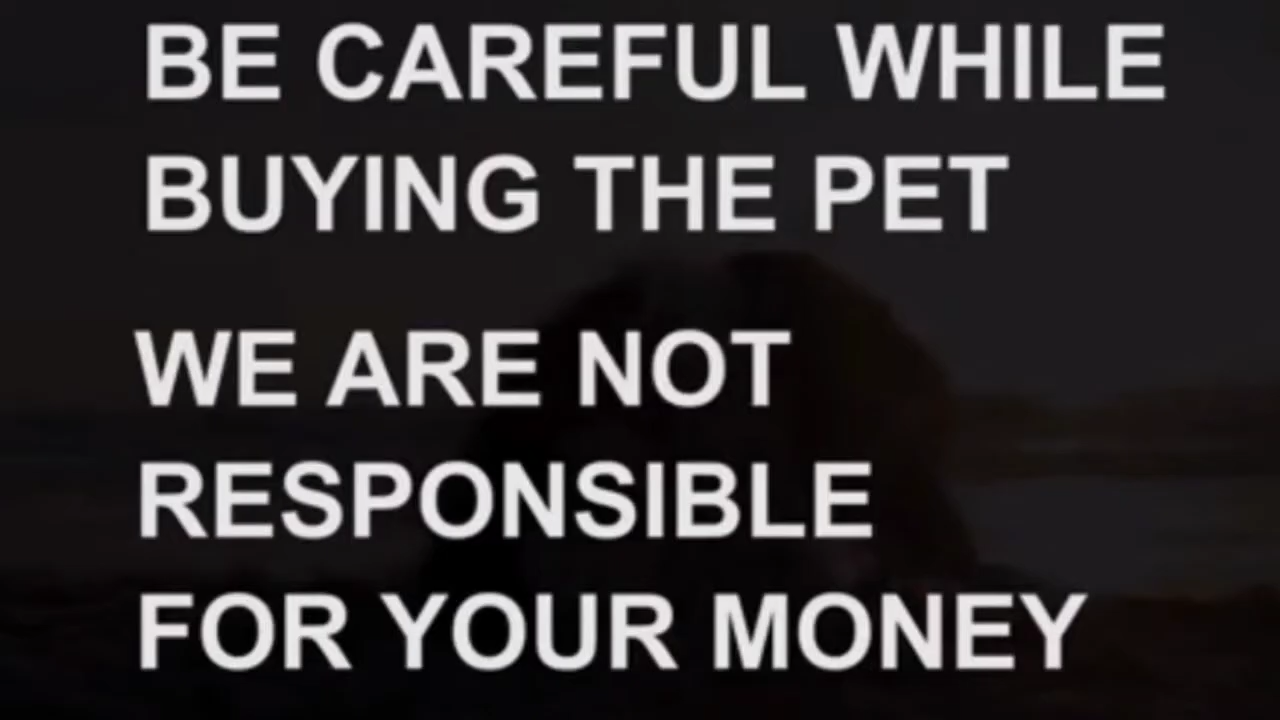 BE CAREFUL WHILE
BUYING THE PET
WE ARE NOT
RESPONSIBLE
FOR YOUR MONEY